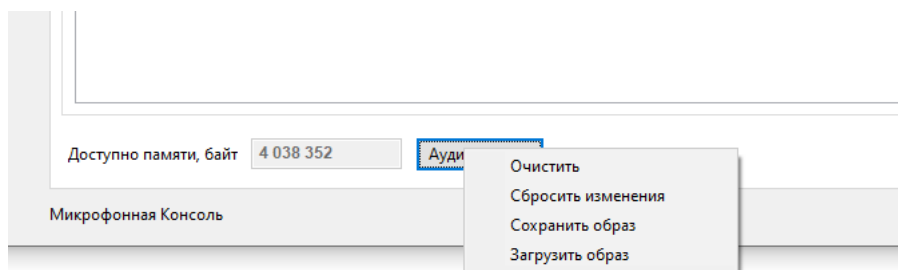 Доступно памяти, байт 4 038 352 Ауди
Очистить
Сбросить изменения
Микрофонная Консоль
Сохранить образ
Загрузить образ